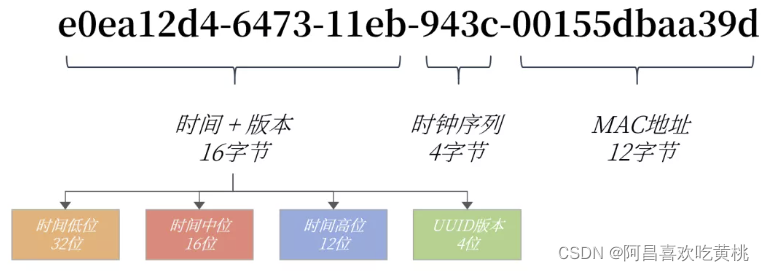 e0ea12d4-6473-11eb-943c-00155dbaa39d
时间 + 版本
16字节
时钟序列
4字节
MAC地址
12字节
时间低位
32位
时间中位
16位
时间高位
12位
UUID版本
4位
CSDN @阿昌喜欢吃黄桃